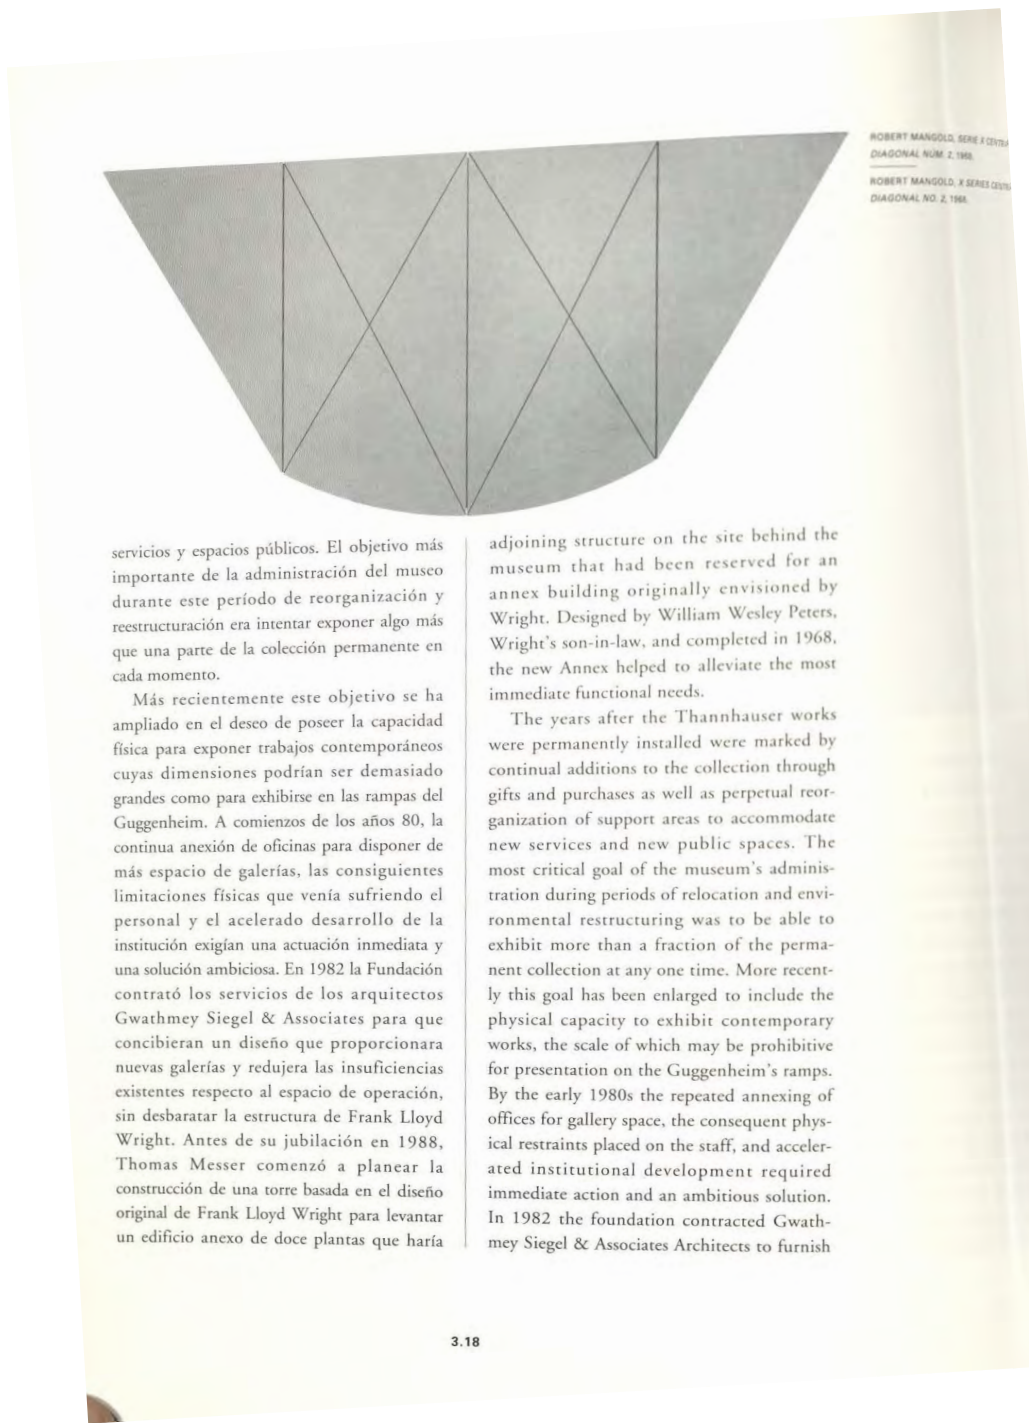 ROBERT MANGOLD, SERIE X
DIAGONAL NÚM. 2, 1968.
ROBERT MANGOLD, X SERIES
DIAGONAL NO. 2, 1968.
servicios y espacios públicos. El objetivo más
importante de la administración del museo
durante este período de reorganización y
reestructuración era intentar exponer algo más
que una parte de la colección permanente en
cada momento.
Más recientemente este objetivo se ha
ampliado en el deseo de poseer la capacidad
física para exponer trabajos contemporáneos
cuyas dimensiones podrían ser demasiado
grandes como para exhibirse en las rampas del
Guggenheim. A comienzos de los años 80, la
continua anexión de oficinas para disponer de
más espacio de galerías, las consiguientes
limitaciones físicas que venía sufriendo el
personal y el acelerado desarrollo de la
institución exigían una actuación inmediata y
una solución ambiciosa. En 1982 la Fundación
contrató los servicios de los arquitectos
Gwathmey Siegel & Associates para que
concibieran un diseño que proporcionara
nuevas galerías y redujera las insuficiencias
existentes respecto al espacio de operación,
sin desbaratar la estructura de Frank Lloyd
Wright. Antes de su jubilación en 1988,
Thomas Messer comenzó a planear la
construcción de una torre basada en el diseño
original de Frank Lloyd Wright para levantar
un edificio anexo de doce plantas que haría
adjoining structure on the site behind the
museum that had been reserved for an
annex building originally envisioned by
Wright. Designed by William Wesley Peters,
Wright's son-in-law, and completed in 1968,
the new Annex helped to alleviate the most
immediate functional needs.
The years after the Thannhauser works
were permanently installed were marked by
continual additions to the collection through
gifts and purchases as well as perpetual reor-
ganization of support areas to accommodate
new services and new public spaces. The
most critical goal of the museum's adminis-
tration during periods of relocation and envi-
ronmental restructuring was to be able to
exhibit more than a fraction of the perma-
nent collection at any one time. More recent-
ly this goal has been enlarged to include the
physical capacity to exhibit contemporary
works, the scale of which may be prohibitive
for presentation on the Guggenheim's ramps.
By the early 1980s the repeated annexing of
offices for gallery space, the consequent phys-
ical restraints placed on the staff, and acceler-
ated institutional development required
immediate action and an ambitious solution.
In 1982 the foundation contracted Gwath-
mey Siegel & Associates Architects to furnish
3.18